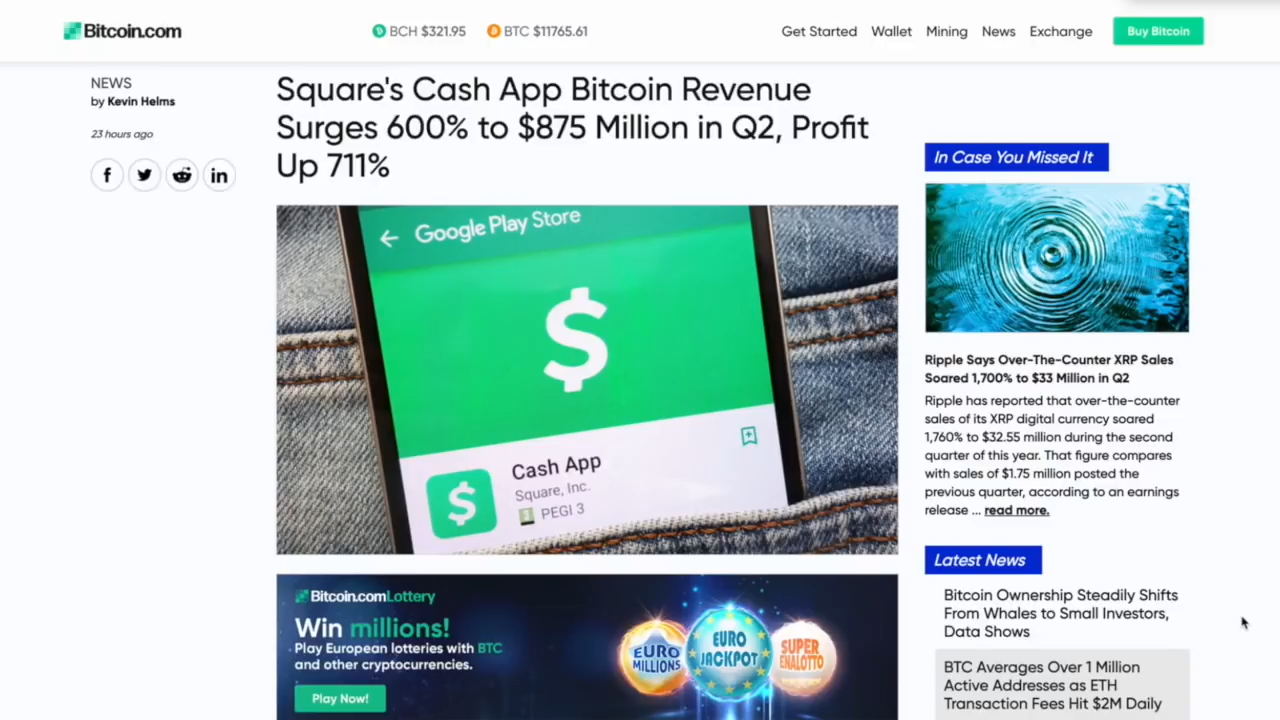 Bitcoin.com
BCH $321.95
BTC $11765.61
Get Started
Wallet
Mining
News
Exchange
Buy Bitcoin
NEWS
by Kevin Helms
23 hours ago
Square's Cash App Bitcoin Revenue
Surges 600% to $875 Million in Q2, Profit
Up 711%
Google Play Store
$
Cash App
Square, Inc.
PEGI 3
$
Bitcoin.com Lottery
Win millions!
Play European lotteries with BTC
and other cryptocurrencies.
Play Now!
EURO
MILLIONS
EURO
JACKPOT
SUPER
ENALOTTO
In Case You Missed It
Ripple Says Over-The-Counter XRP Sales
Soared 1,700% to $33 Million in Q2
Ripple has reported that over-the-counter
sales of its XRP digital currency soared
1,760% to $32.55 million during the second
quarter of this year. That figure compares
with sales of $1.75 million posted the
previous quarter, according to an earnings
release ... read more.
Latest News
Bitcoin Ownership Steadily Shifts
From Whales to Small Investors,
Data Shows
BTC Averages Over 1 Million
Active Addresses as ETH
Transaction Fees Hit $2M Daily